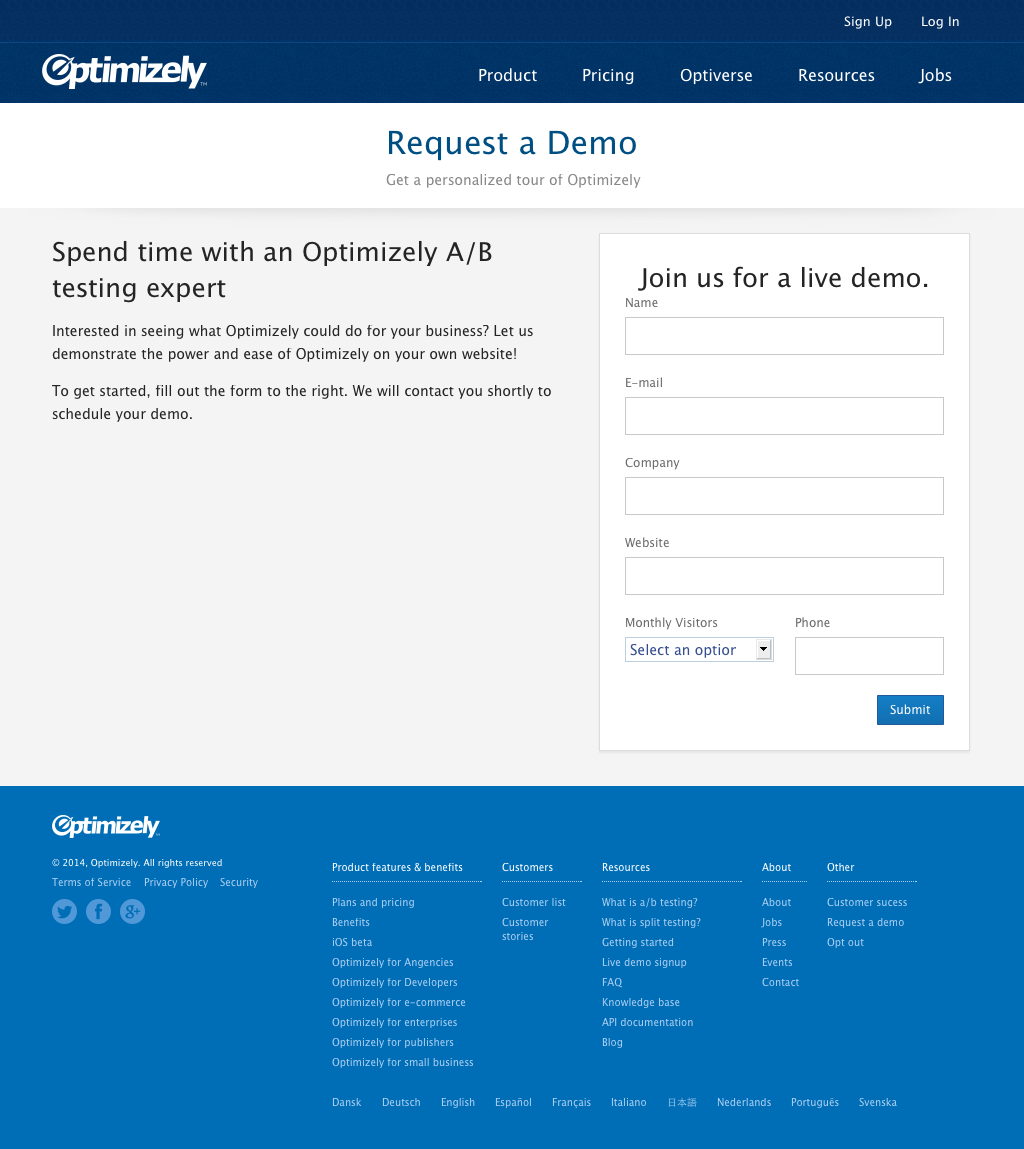 Sign Up Log In
Optimizely™ Product Pricing Optiverse Resources Jobs
Request a Demo
Get a personalized tour of Optimizely
Spend time with an Optimizely A/B
testing expert
Interested in seeing what Optimizely could do for your business? Let us
demonstrate the power and ease of Optimizely on your own website!
To get started, fill out the form to the right. We will contact you shortly to
schedule your demo.
Join us for a live demo.
Name
E-mail
Company
Website
Monthly Visitors Phone
Select an optior
Submit
Optimizely
© 2014, Optimizely. All rights reserved
Terms of Service Privacy Policy Security
Product features & benefits
Plans and pricing
Benefits
iOS beta
Optimizely for Angencies
Optimizely for Developers
Optimizely for e-commerce
Optimizely for enterprises
Optimizely for publishers
Optimizely for small business
Customers
Customer list
Customer
stories
Resources
What is a/b testing?
What is split testing?
Getting started
Live demo signup
FAQ
Knowledge base
API documentation
Blog
About
About
Jobs
Press
Events
Contact
Other
Customer sucess
Request a demo
Opt out
Dansk Deutsch English Español Français Italiano 日本語 Nederlands Português Svenska